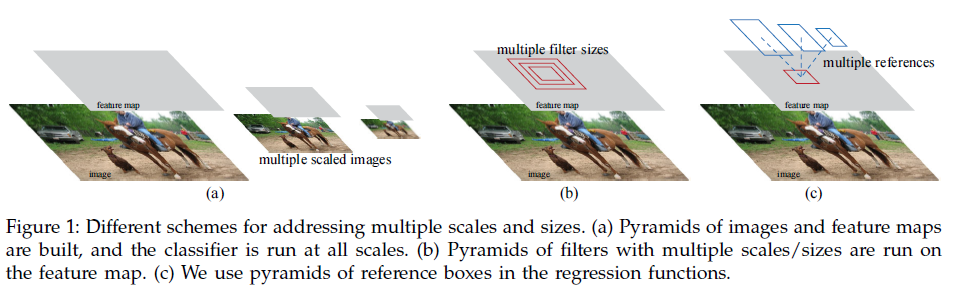 multiple filter sizes
multiple references
feature map
feature map
feature map
multiple scaled images
image
image
image
(a)
(b)
(c)
Figure 1: Different schemes for addressing multiple scales and sizes. (a) Pyramids of images and feature maps
are built, and the classifier is run at all scales. (b) Pyramids of filters with multiple scales/sizes are run on
the feature map. (c) We use pyramids of reference boxes in the regression functions.